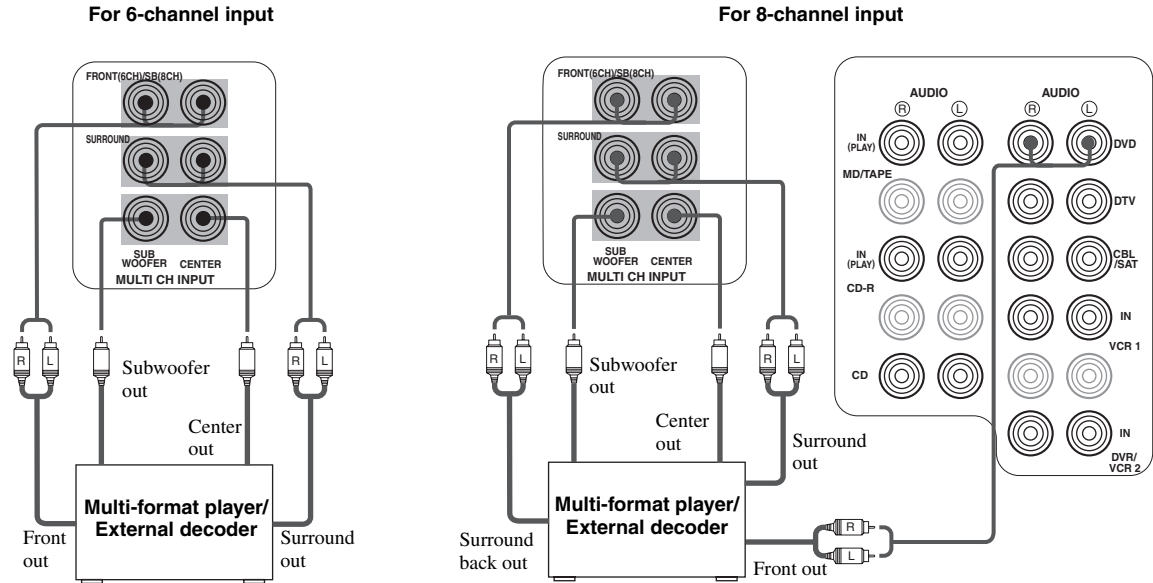 For 6-channel input
FRONT(6CH)/SB(8CH)
SURROUND
SUB
WOOFER
CENTER
MULTI CH INPUT
R
L
R
L
Subwoofer
out
Center
out
Multi-format player/
External decoder
Front
out
Surround
out
For 8-channel input
FRONT(6CH)/SB(8CH)
SURROUND
SUB
WOOFER
CENTER
MULTI CH INPUT
R
L
R
L
Subwoofer
out
Center
out
Surround
out
Multi-format player/
External decoder
Surround
back out
R
L
Front out
AUDIO
AUDIO
R
L
R
L
IN
(PLAY)
DVD
MD/TAPE
DTV
IN
(PLAY)
CBL
/SAT
CD-R
IN
VCR 1
CD
IN
DVR/
VCR 2